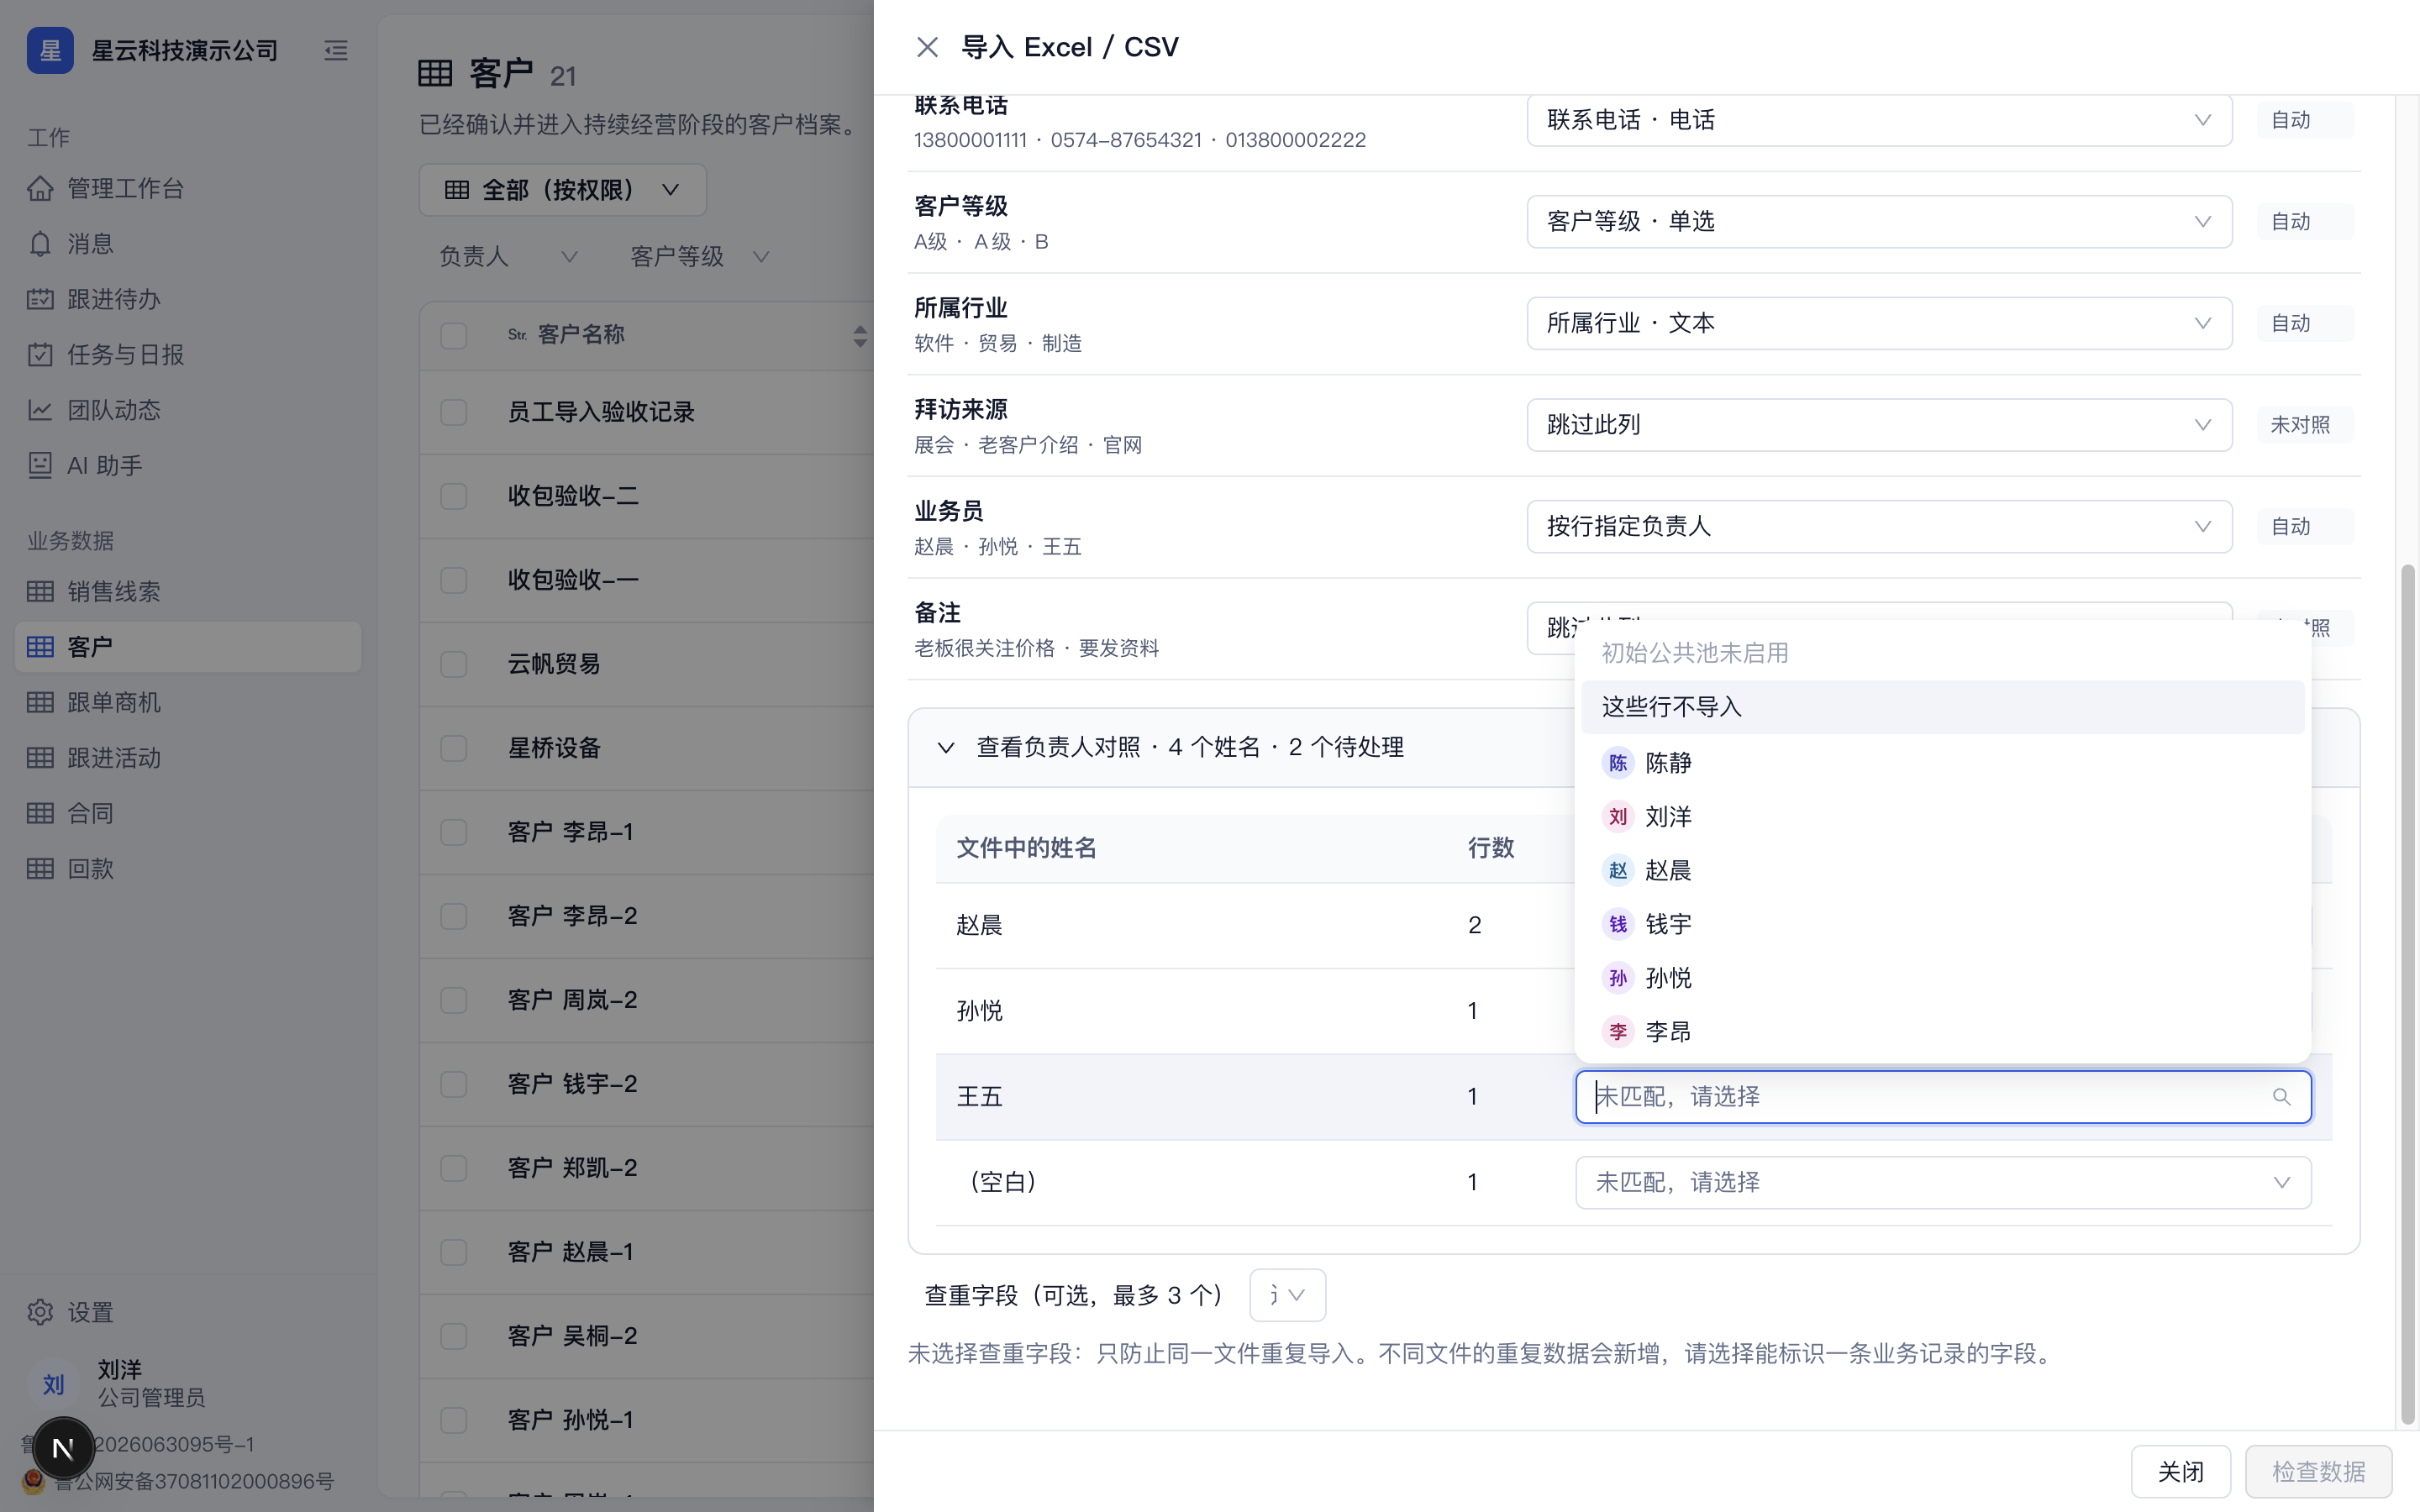 星 星云科技演示公司
工作
管理工作台
消息
跟进待办
任务与日报
团队动态
AI 助手
业务数据
销售线索
客户
跟单商机
跟进活动
合同
回款
设置
刘 刘洋
公司管理员
2026063095号-1
N
公网安备37081102000896号
客户 21
已经确认并进入持续经营阶段的客户档案。
全部（按权限）
负责人 客户等级
Str. 客户名称
员工导入验收记录
收包验收-二
收包验收-一
云帆贸易
星桥设备
客户 李昂-1
客户 李昂-2
客户 周岚-2
客户 钱宇-2
客户 郑凯-2
客户 赵晨-1
客户 吴桐-2
客户 孙悦-1
导入 Excel / CSV
联系电话
13800001111 · 0574-87654321 · 013800002222
联系电话 · 电话 自动
客户等级
A级 · A 级 · B
客户等级 · 单选 自动
所属行业
软件 · 贸易 · 制造
所属行业 · 文本 自动
拜访来源
展会 · 老客户介绍 · 官网
跳过此列 未对照
业务员
赵晨 · 孙悦 · 王五
按行指定负责人 自动
备注
老板很关注价格 · 要发资料
初始公共池未启用
这些行不导入
陈 陈静
刘 刘洋
赵 赵晨
钱 钱宇
孙 孙悦
李 李昂
查看负责人对照 · 4 个姓名 · 2 个待处理
文件中的姓名 行数
赵晨 2
孙悦 1
王五 1 未匹配，请选择
（空白） 1 未匹配，请选择
查重字段（可选，最多 3 个）
未选择查重字段：只防止同一文件重复导入。不同文件的重复数据会新增，请选择能标识一条业务记录的字段。
关闭 检查数据